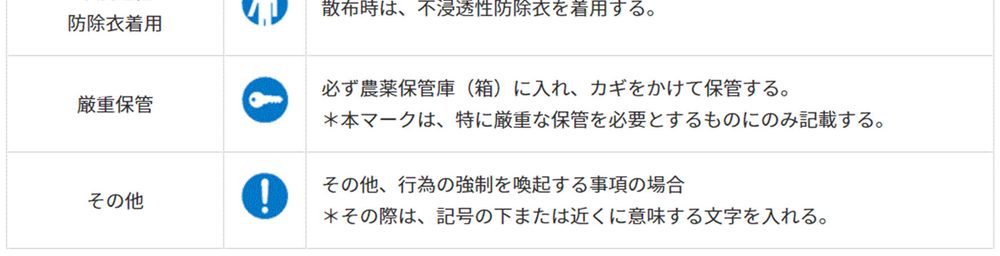 防除衣着用
散布時は、不浸透性防除衣を着用する。
厳重保管
必ず農薬保管庫（箱）に入れ、カギをかけて保管する。
＊本マークは、特に厳重な保管を必要とするものにのみ記載する。
その他
その他、行為の強制を喚起する事項の場合
＊その際は、記号の下または近くに意味する文字を入れる。